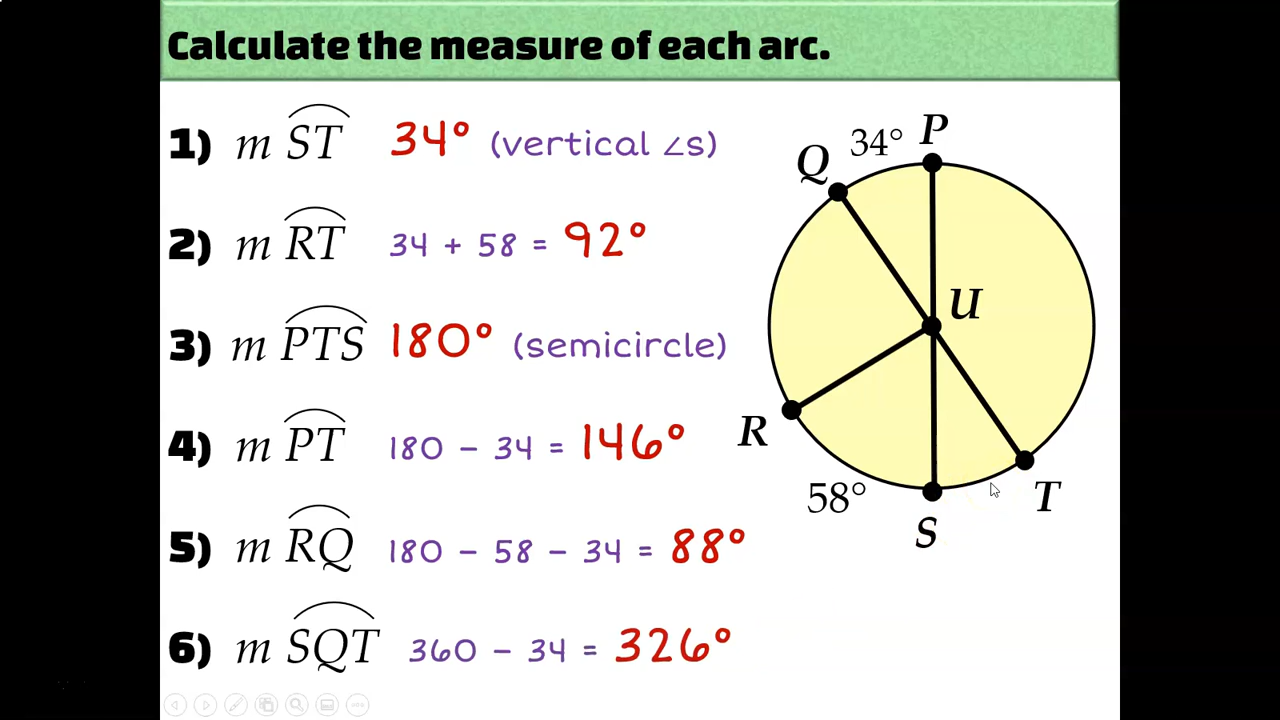 Calculate the measure of each arc.
1) m ST 34° (vertical ∠s)
2) m RT 34 + 58 = 92°
3) m PTS 180° (semicircle)
4) m PT 180 − 34 = 146°
5) m RQ 180 − 58 − 34 = 88°
6) m SQT 360 − 34 = 326°
34° P
Q
U
R
58°
T
S